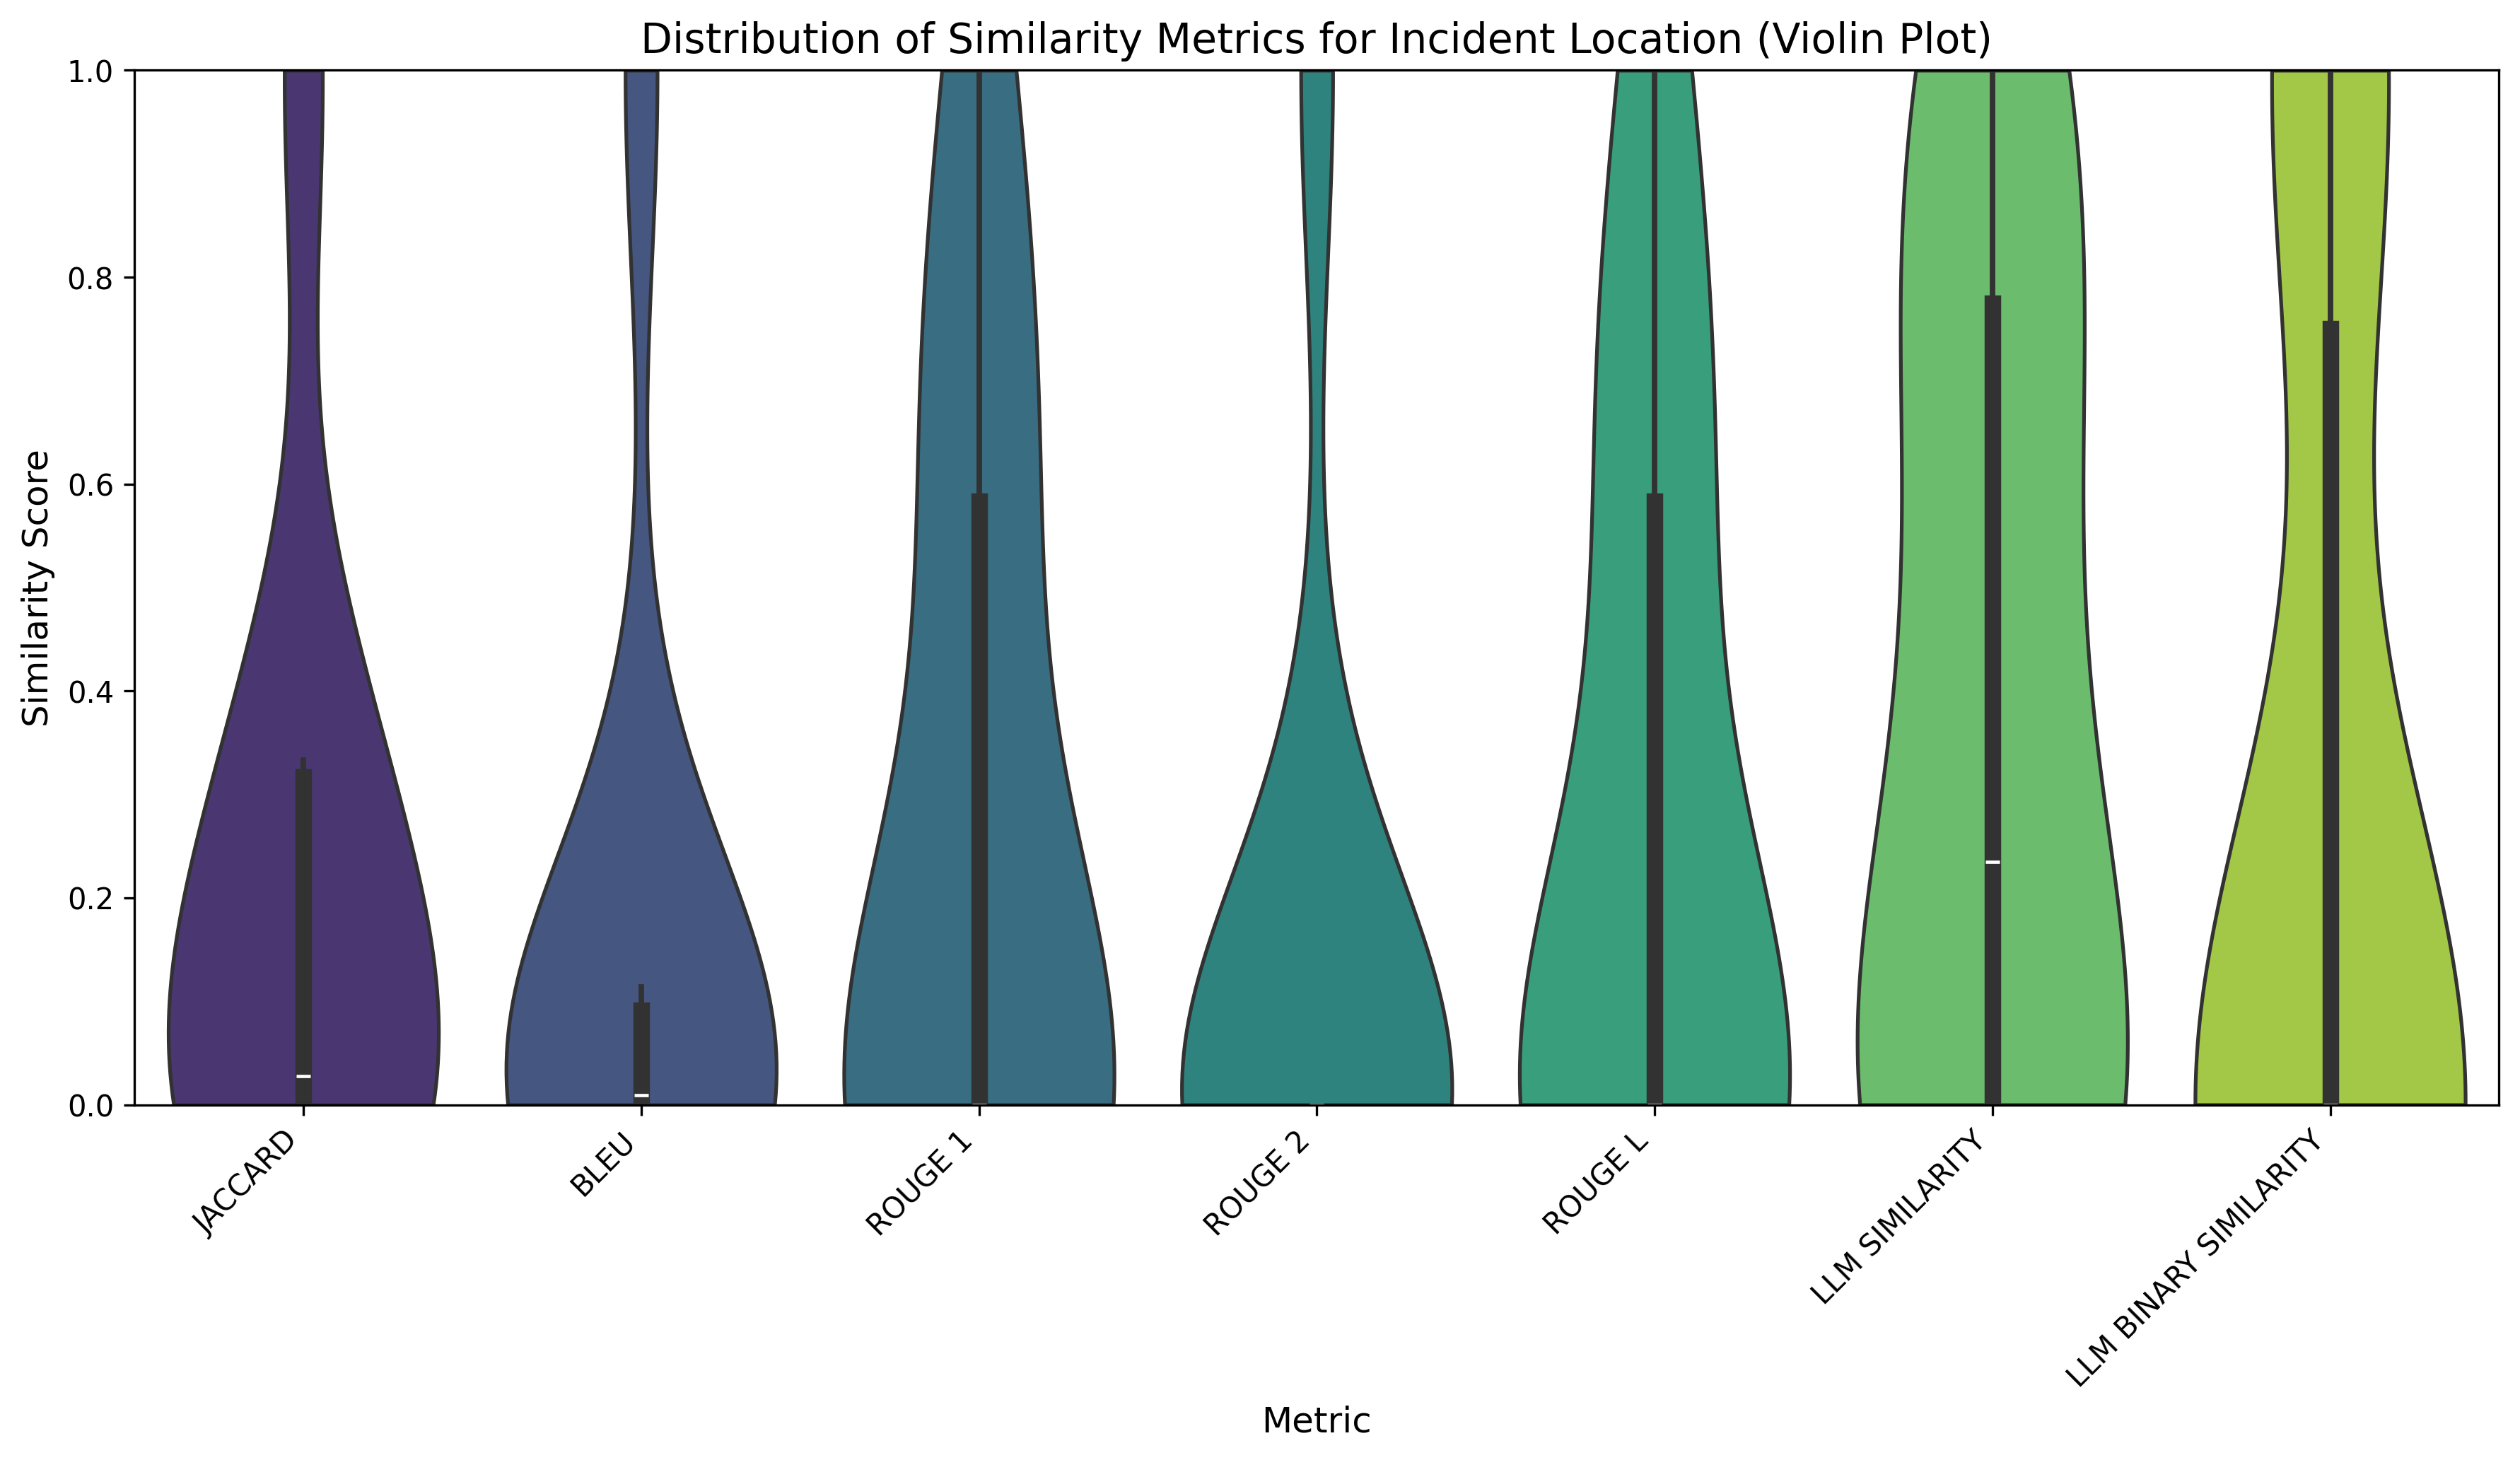 Distribution of Similarity Metrics for Incident Location (Violin Plot)
1.0
0.8
0.6
0.4
0.2
0.0
Similarity Score
JACCARD
BLEU
ROUGE 1
ROUGE 2
ROUGE L
LLM SIMILARITY
LLM BINARY SIMILARITY
Metric